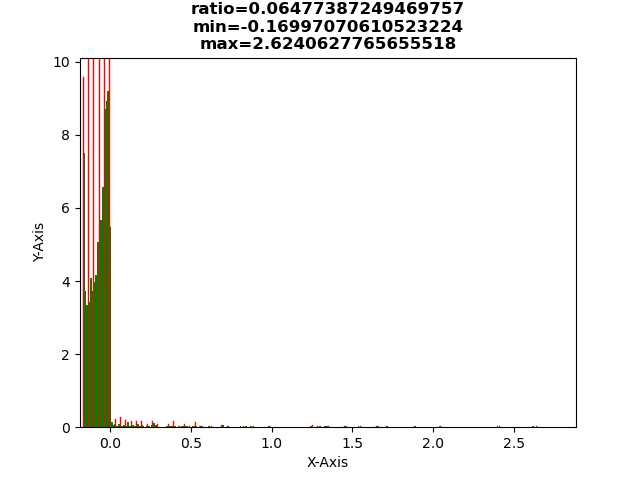 ratio=0.06477387249469757
min=-0.16997070610523224
max=2.6240627765655518
10
8
6
4
2
0
Y-Axis
0.0 0.5 1.0 1.5 2.0 2.5
X-Axis